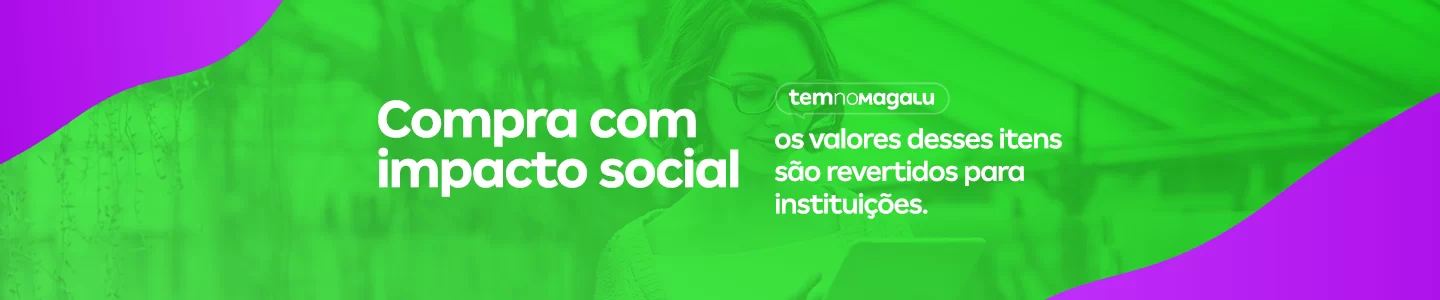 Compra com
impacto social
temnomagalu
os valores desses itens
são revertidos para
instituições.